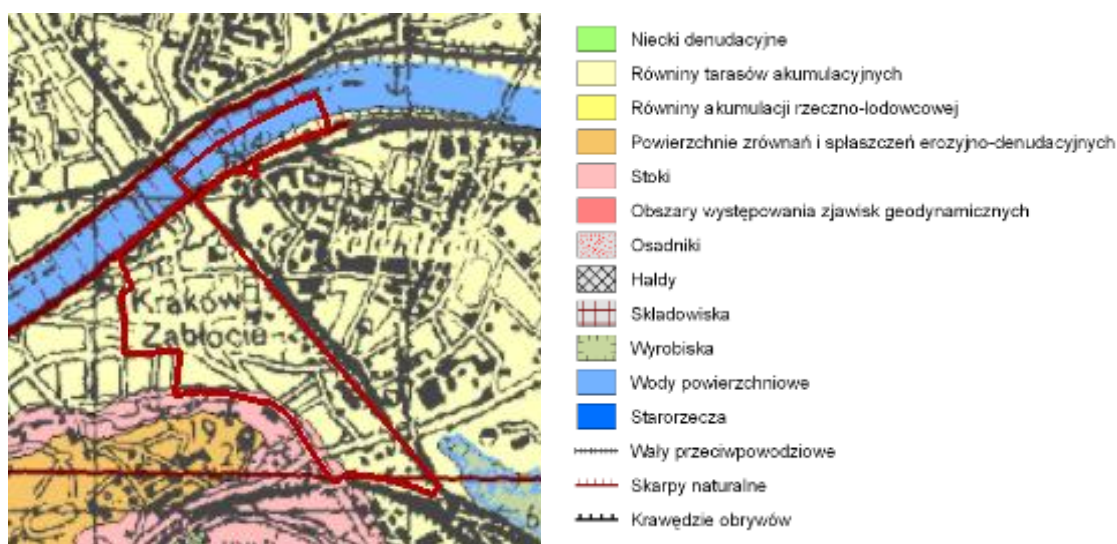 elektrow
Kraków
Zabłocie
Niecki denudacyjne
Równiny tarasów akumulacyjnych
Równiny akumulacji rzeczno-lodowcowej
Powierzchnie zrównań i spłaszczeń erozyjno-denudacyjnych
Stoki
Obszary występowania zjawisk geodynamicznych
Osadniki
Hałdy
Składowiska
Wyrobiska
Wody powierzchniowe
Starorzecza
Wały przeciwpowodziowe
Skarpy naturalne
Krawędzie obrywów